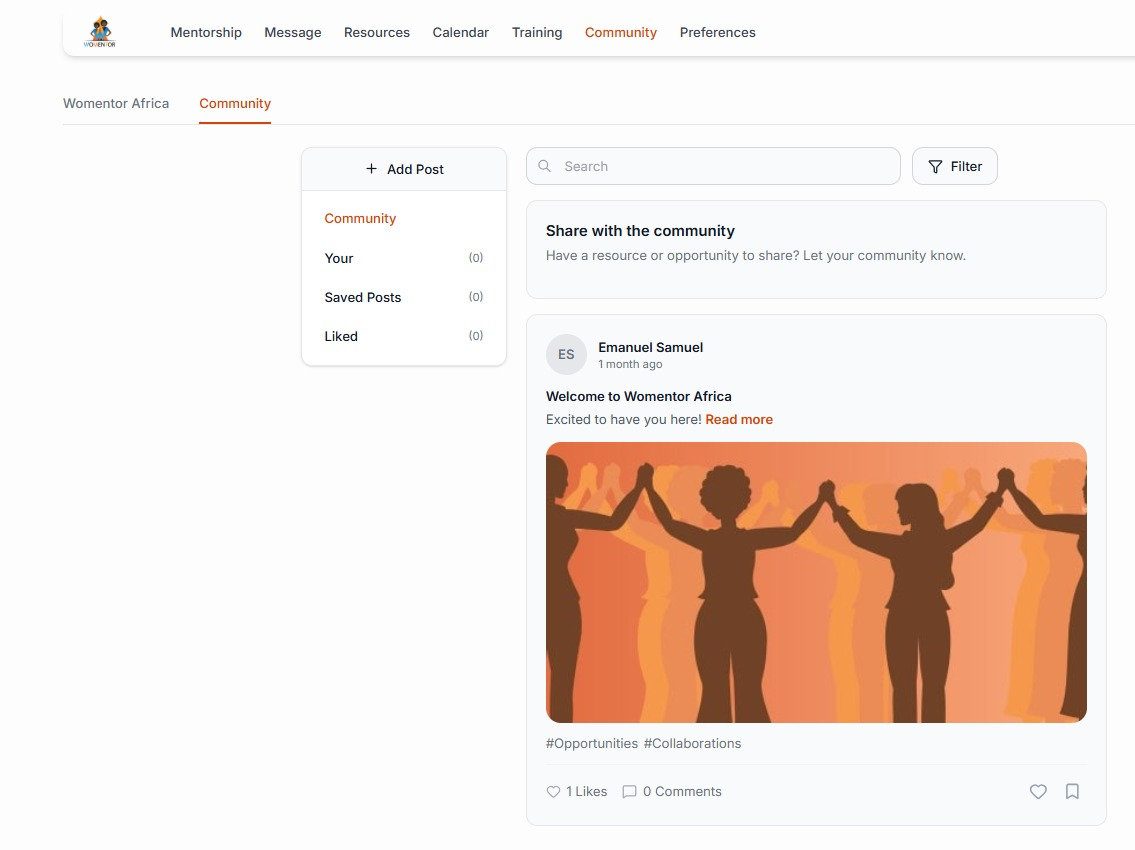 WOMENTOR
Mentorship Message Resources Calendar Training Community Preferences
Womentor Africa Community
+ Add Post
Community
Your (0)
Saved Posts (0)
Liked (0)
Search
Filter
Share with the community
Have a resource or opportunity to share? Let your community know.
ES
Emanuel Samuel
1 month ago
Welcome to Womentor Africa
Excited to have you here! Read more
#Opportunities #Collaborations
1 Likes 0 Comments